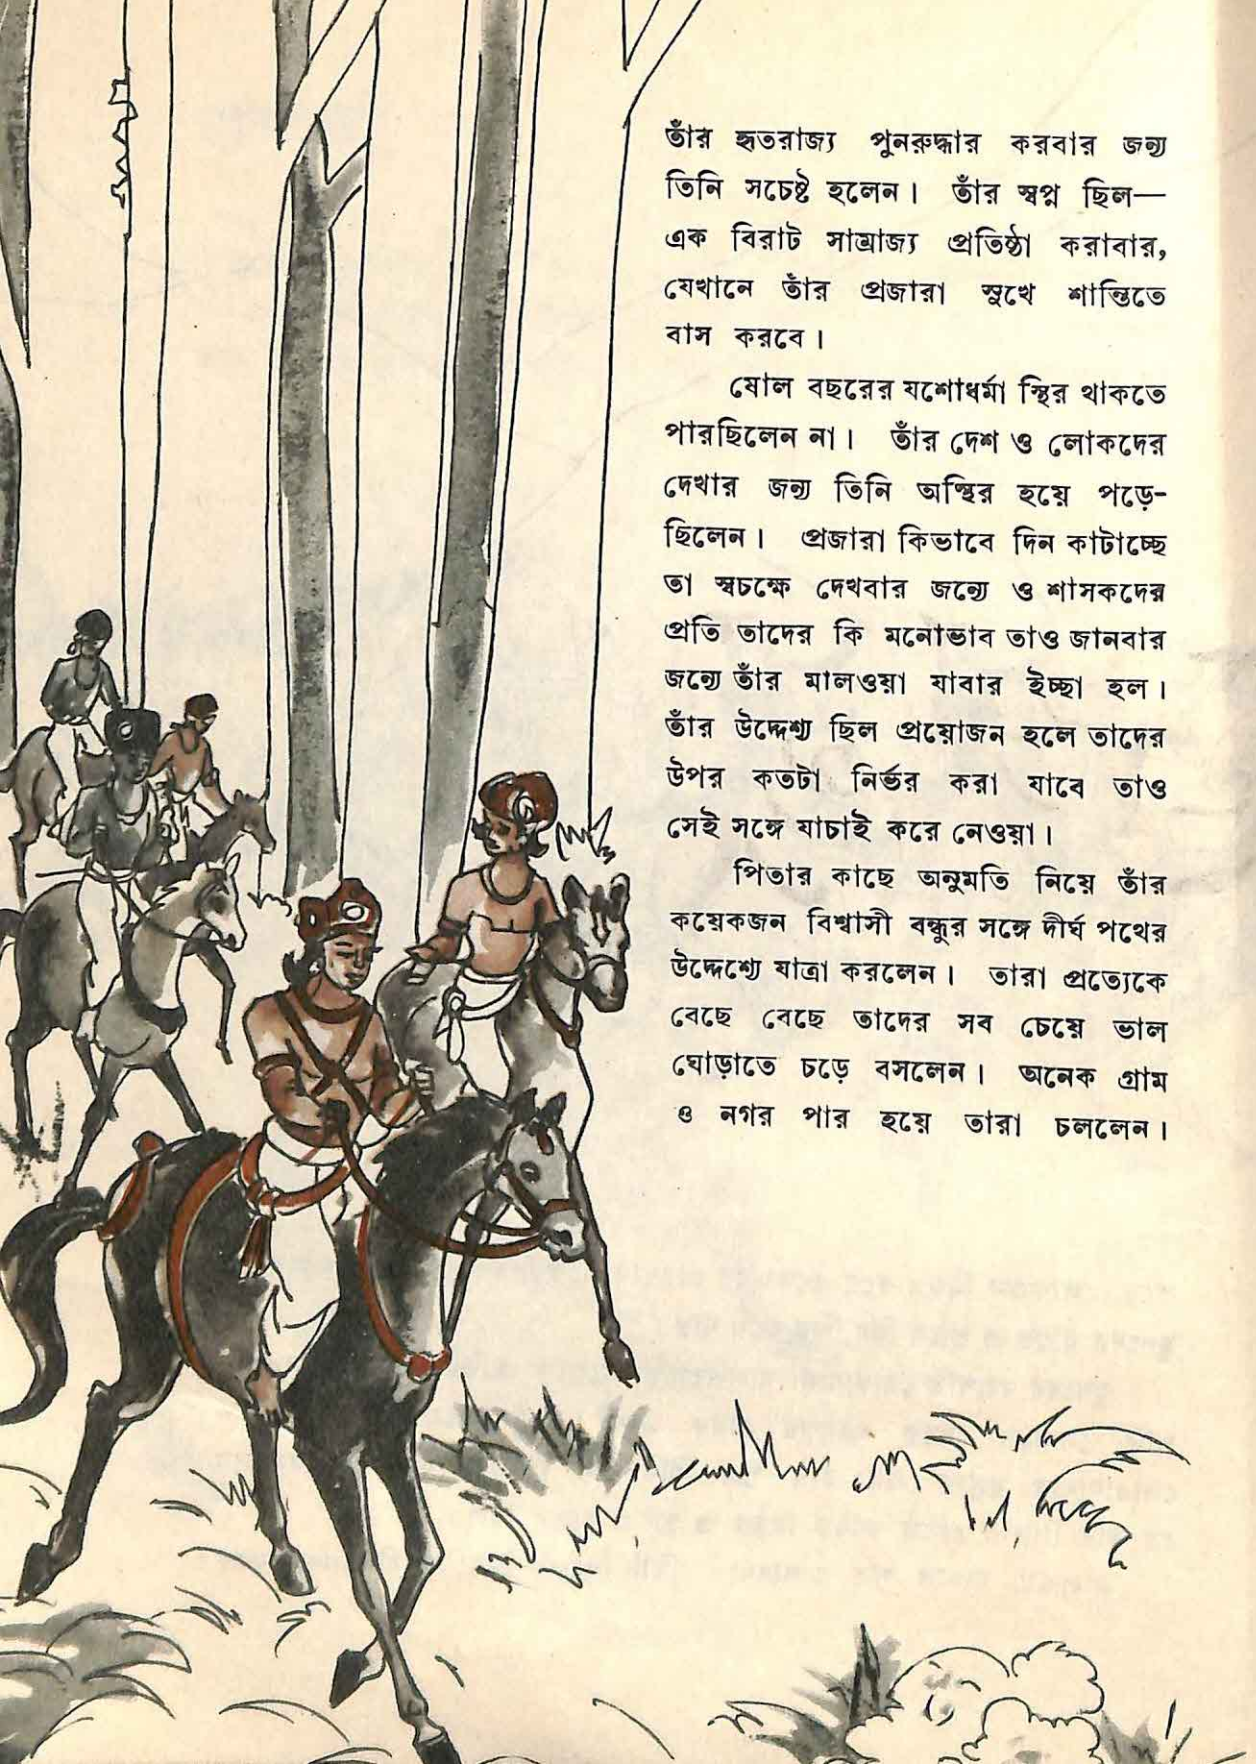 তাঁর হৃতরাজ্য পুনরুদ্ধার করবার জন্য
তিনি সচেষ্ট হলেন। তাঁর স্বপ্ন ছিল—
এক বিরাট সাম্রাজ্য প্রতিষ্ঠা করাবার,
যেখানে তাঁর প্রজারা সুখে শান্তিতে
বাস করবে।
ষোল বছরের যশোধর্মা স্থির থাকতে
পারছিলেন না। তাঁর দেশ ও লোকদের
দেখার জন্য তিনি অস্থির হয়ে পড়ে-
ছিলেন। প্রজারা কিভাবে দিন কাটাচ্ছে
তা স্বচক্ষে দেখবার জন্যে ও শাসকদের
প্রতি তাদের কি মনোভাব তাও জানবার
জন্যে তাঁর মালওয়া যাবার ইচ্ছা হল।
তাঁর উদ্দেশ্য ছিল প্রয়োজন হলে তাদের
উপর কতটা নির্ভর করা যাবে তাও
সেই সঙ্গে যাচাই করে নেওয়া।
পিতার কাছে অনুমতি নিয়ে তাঁর
কয়েকজন বিশ্বাসী বন্ধুর সঙ্গে দীর্ঘ পথের
উদ্দেশ্যে যাত্রা করলেন। তারা প্রত্যেকে
বেছে বেছে তাদের সব চেয়ে ভাল
ঘোড়াতে চড়ে বসলেন। অনেক গ্রাম
ও নগর পার হয়ে তারা চললেন।